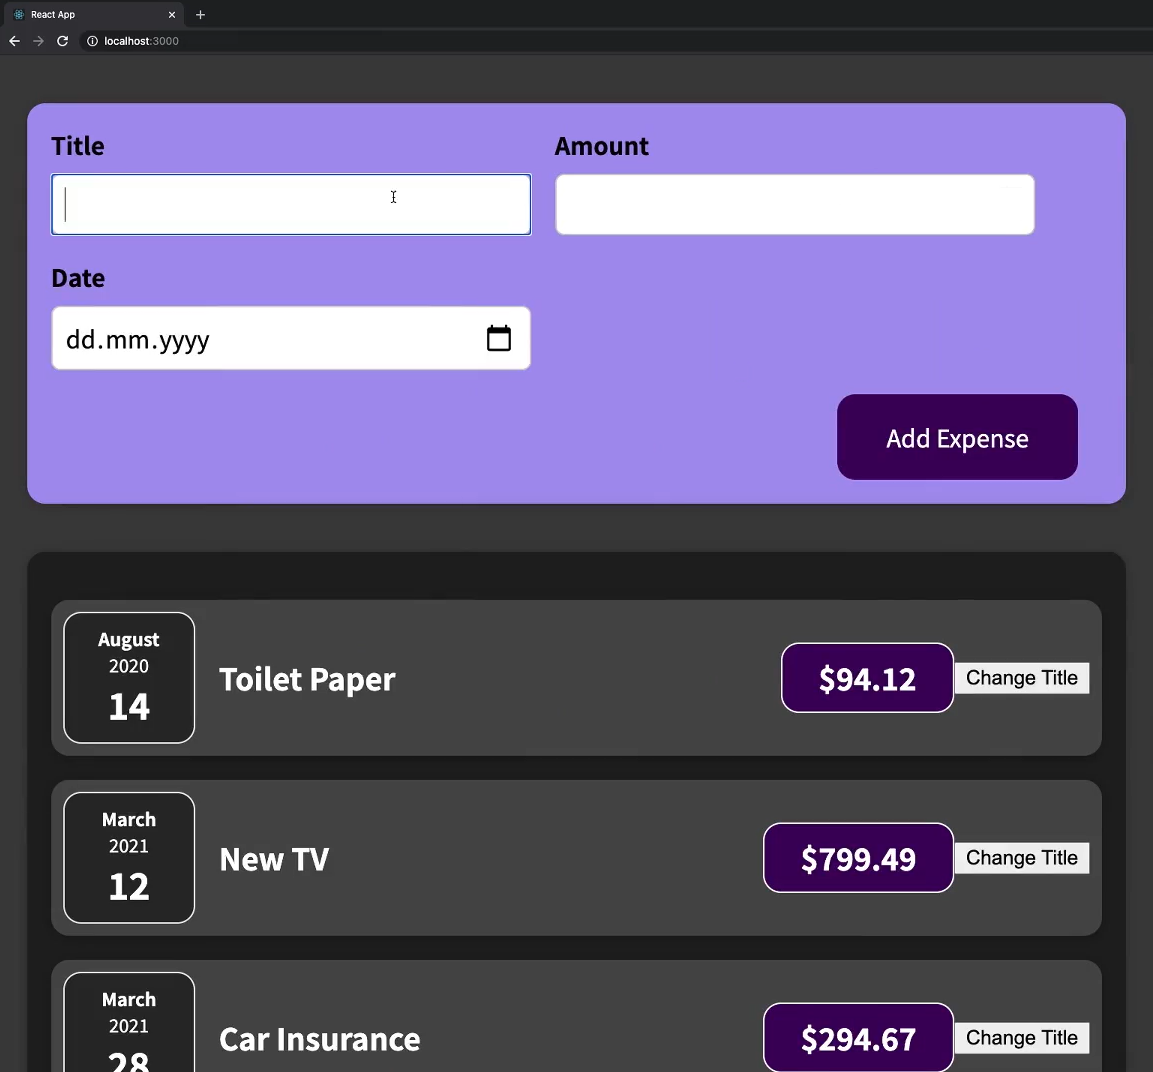 React App
localhost:3000
Title
Amount
Date
dd.mm.yyyy
Add Expense
August
2020
14
Toilet Paper
$94.12
Change Title
March
2021
12
New TV
$799.49
Change Title
March
2021
28
Car Insurance
$294.67
Change Title